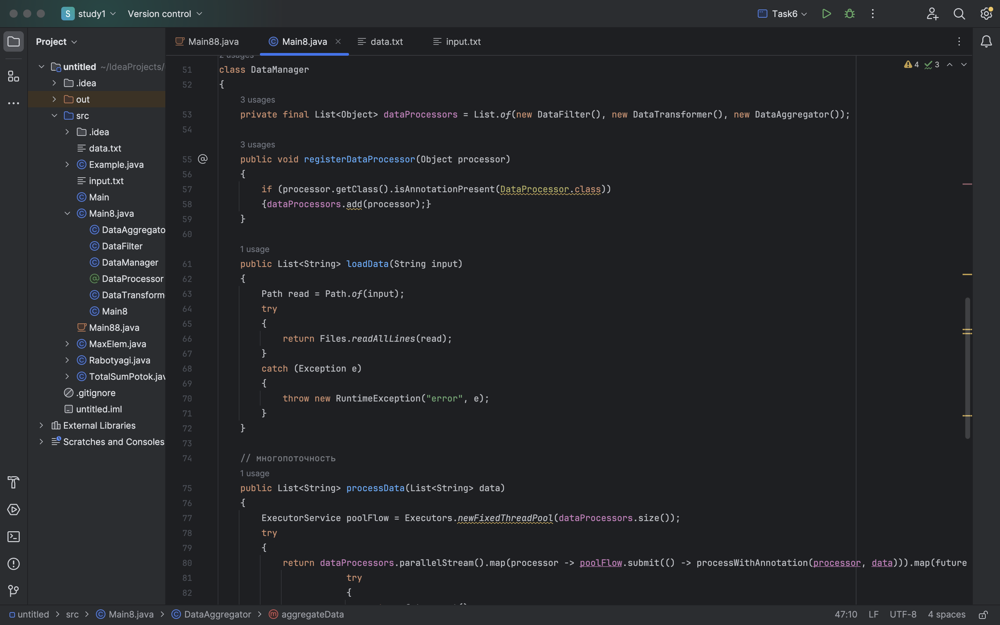 S study1 Version control Task6
Project
Main88.java Main8.java data.txt input.txt
untitled ~/IdeaProjects/
.idea
out
src
.idea
data.txt
Example.java
input.txt
Main
Main8.java
DataAggregato
DataFilter
DataManager
DataProcessor
DataTransform
Main8
Main88.java
MaxElem.java
Rabotyagi.java
TotalSumPotok.jav
.gitignore
untitled.iml
External Libraries
Scratches and Consoles
4 3
2 usages
51 class DataManager
52 {
3 usages
53 private final List<Object> dataProcessors = List.of(new DataFilter(), new DataTransformer(), new DataAggregator());
54
3 usages
55 @ public void registerDataProcessor(Object processor)
56 {
57 if (processor.getClass().isAnnotationPresent(DataProcessor.class))
58 {dataProcessors.add(processor);}
59 }
60
1 usage
61 public List<String> loadData(String input)
62 {
63 Path read = Path.of(input);
64 try
65 {
66 return Files.readAllLines(read);
67 }
68 catch (Exception e)
69 {
70 throw new RuntimeException("error", e);
71 }
72 }
73
74 // многопоточность
1 usage
75 public List<String> processData(List<String> data)
76 {
77 ExecutorService poolFlow = Executors.newFixedThreadPool(dataProcessors.size());
78 try
79 {
80 return dataProcessors.parallelStream().map(processor -> poolFlow.submit(() -> processWithAnnotation(processor, data))).map(future
81 try
82 {
untitled > src > Main8.java > DataAggregator > aggregateData
47:10 LF UTF-8 4 spaces